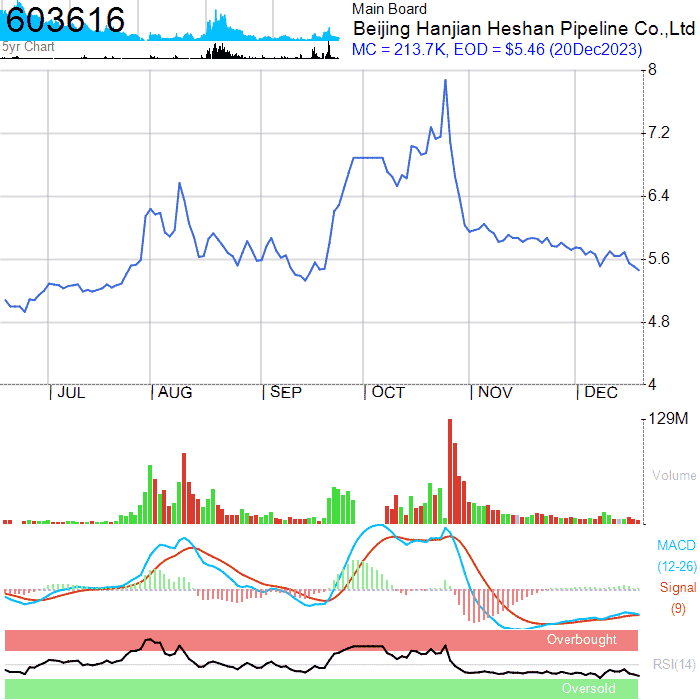 603616
Main Board
Beijing Hanjian Heshan Pipeline Co.,Ltd
5yr Chart
MC = 213.7K, EOD = $5.46 (20Dec2023)
8
7.2
6.4
5.6
4.8
4
JUL AUG SEP OCT NOV DEC
129M
Volume
MACD
(12-26)
Signal
(9)
Overbought
RSI(14)
Oversold